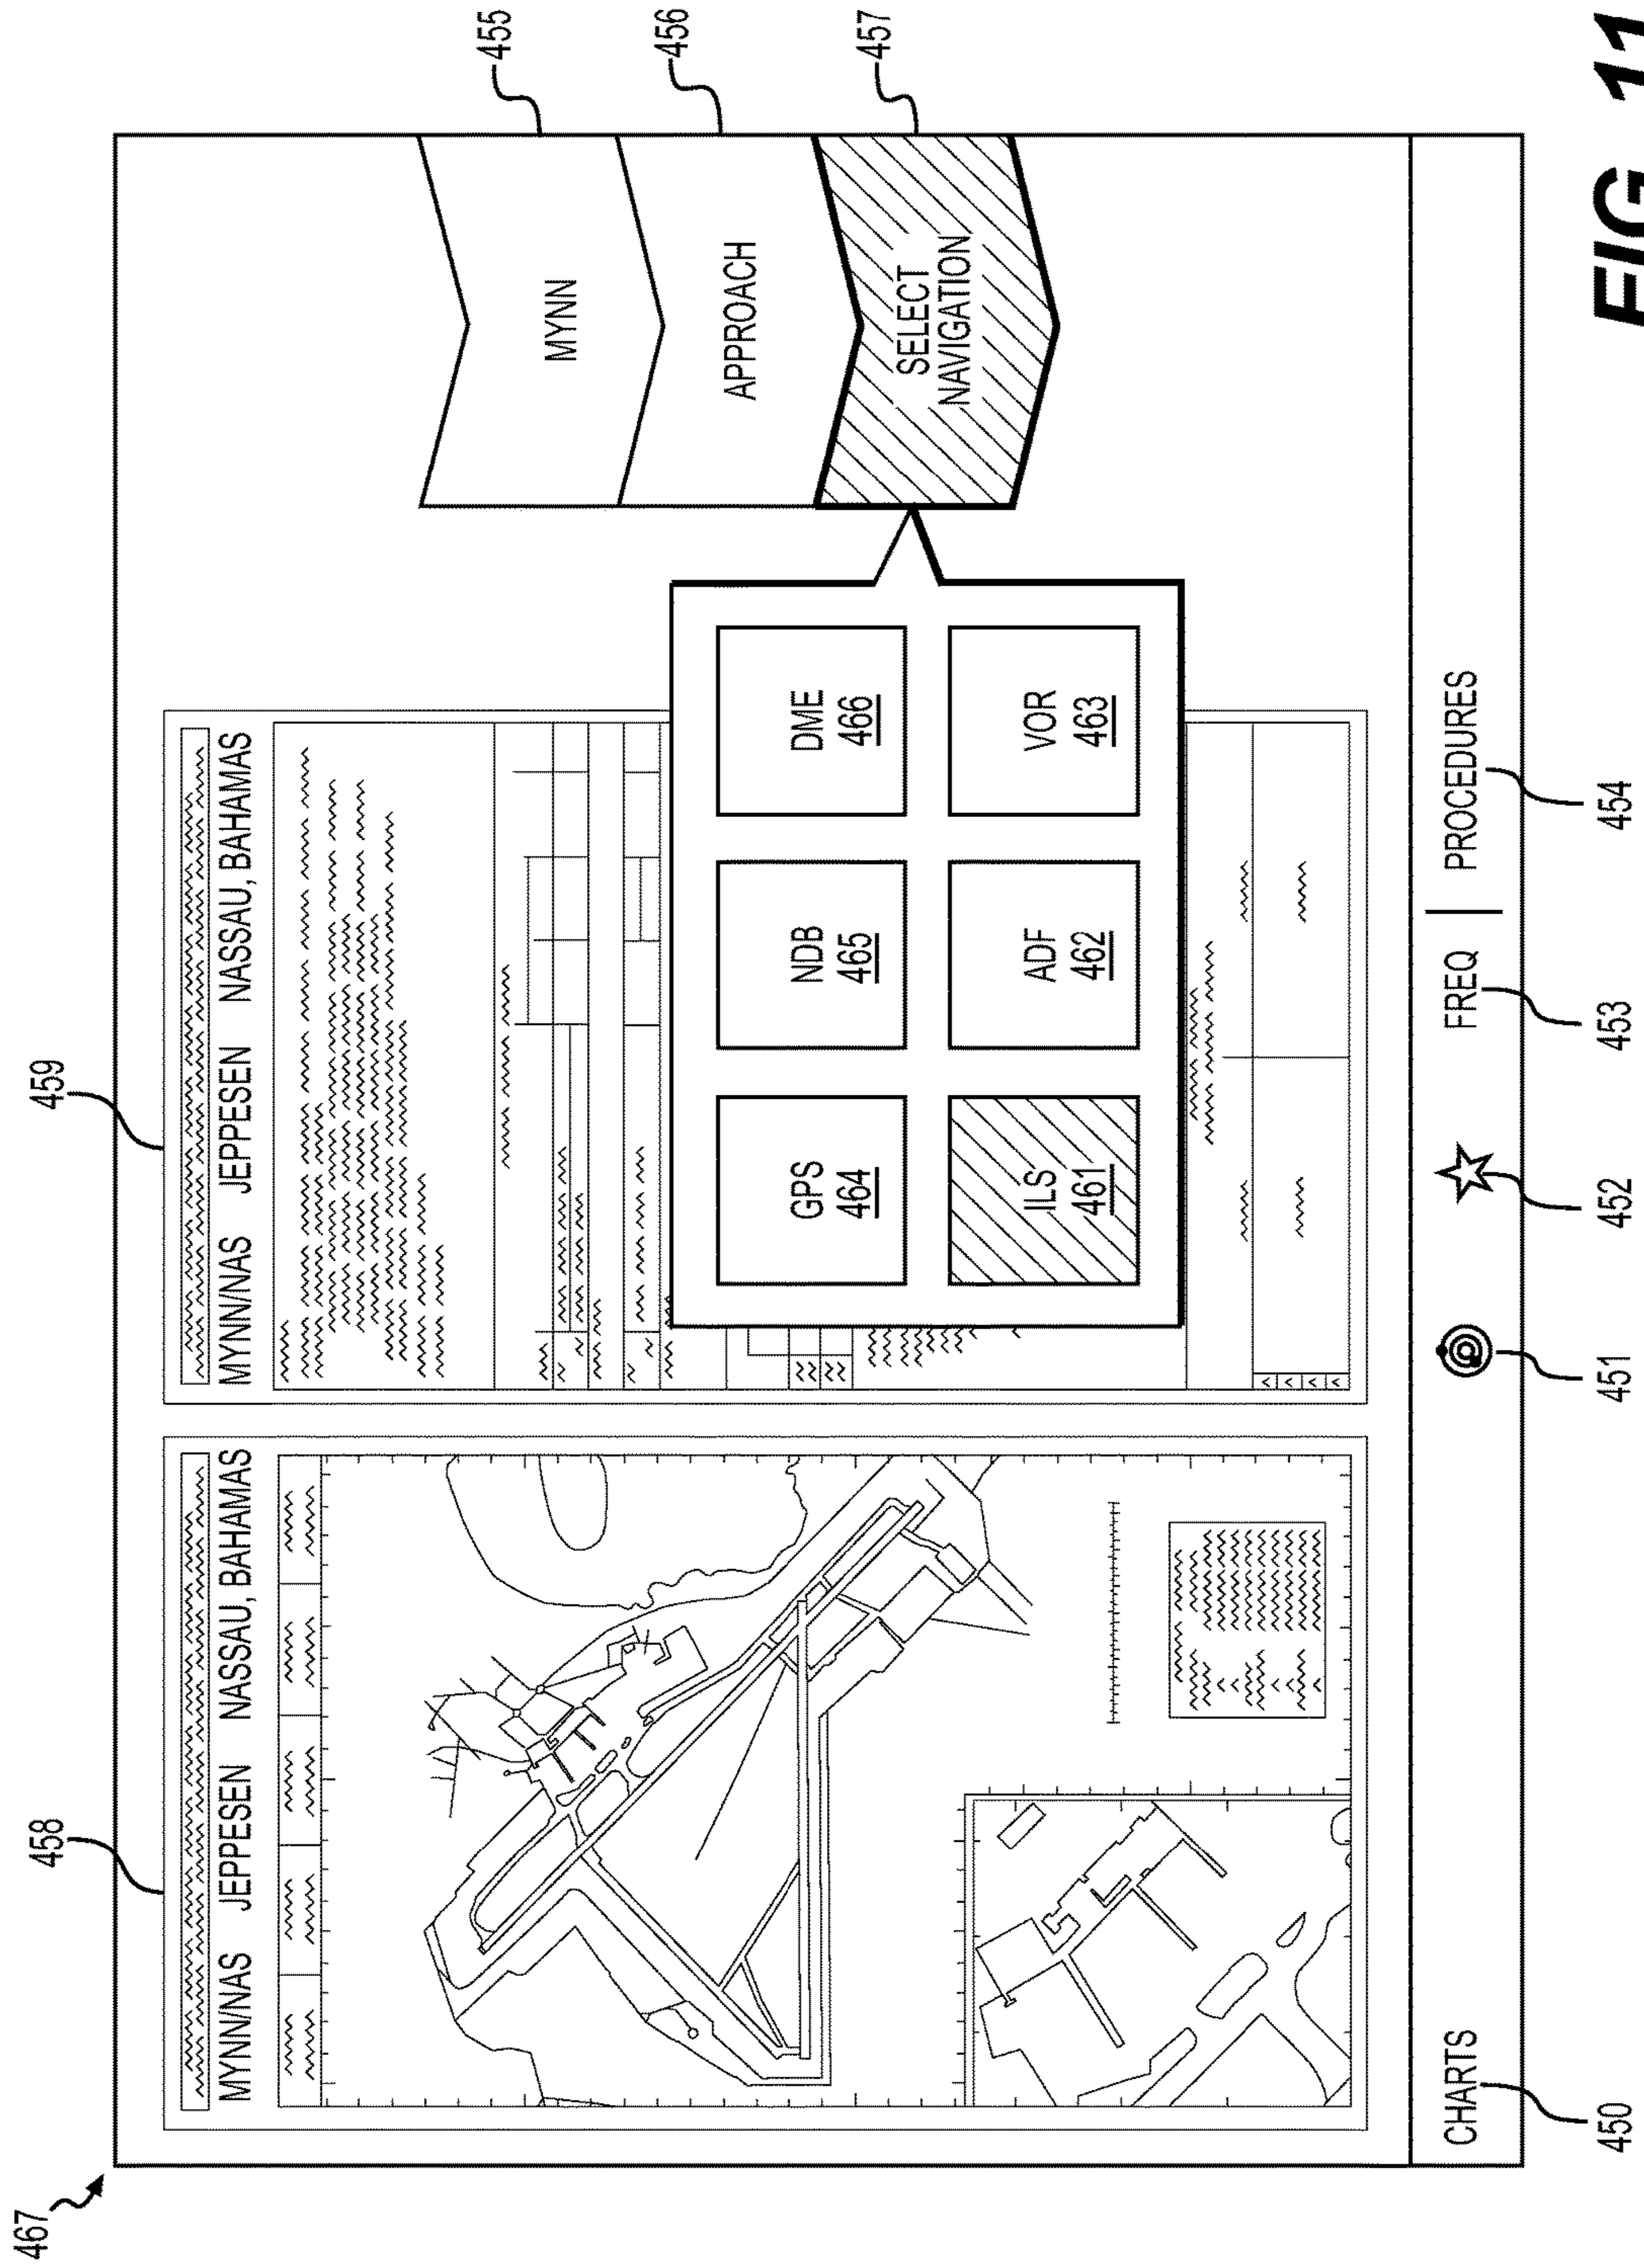 467
458
459
MYNN/NAS JEPPESEN NASSAU, BAHAMAS
MYNN/NAS JEPPESEN NASSAU, BAHAMAS
MYNN
455
APPROACH
456
SELECT
NAVIGATION
457
GPS
464
NDB
465
DME
466
ILS
461
ADF
462
VOR
463
CHARTS
FREQ | PROCEDURES
450
451
452
453
454
FIG. 11